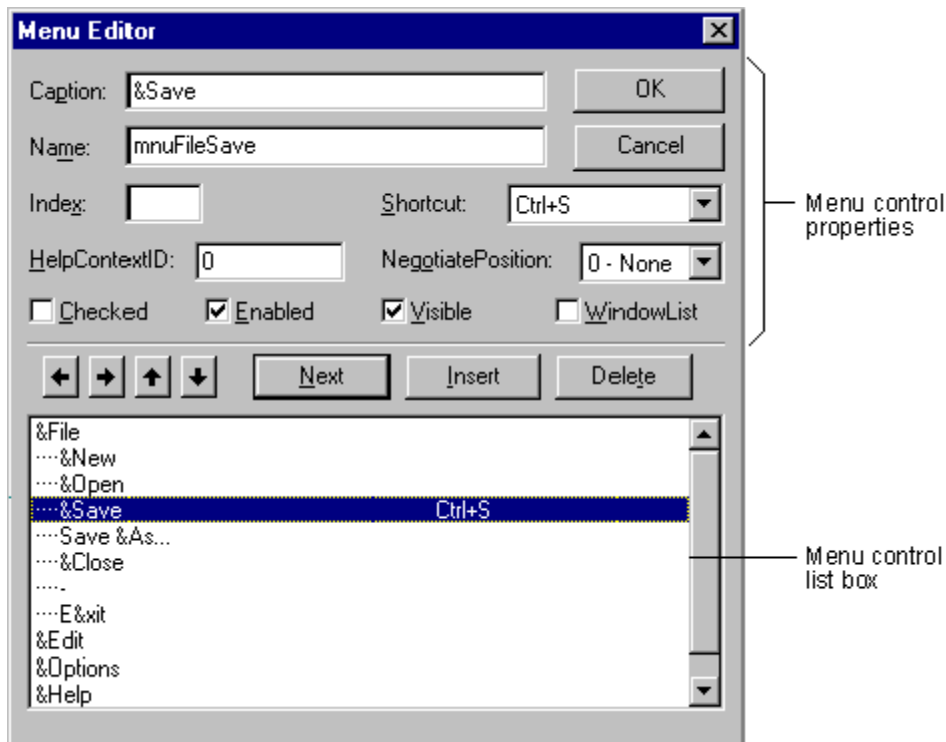 Menu Editor
Caption: &Save OK
Name: mnuFileSave Cancel
Index: Shortcut: Ctrl+S
Menu control
properties
HelpContextID: 0 NegotiatePosition: 0 - None
Checked Enabled Visible WindowList
Next Insert Delete
&File
····&New
····&Open
····&Save Ctrl+S
····Save &As...
····&Close
····-
····E&xit
&Edit
&Options
&Help
Menu control
list box